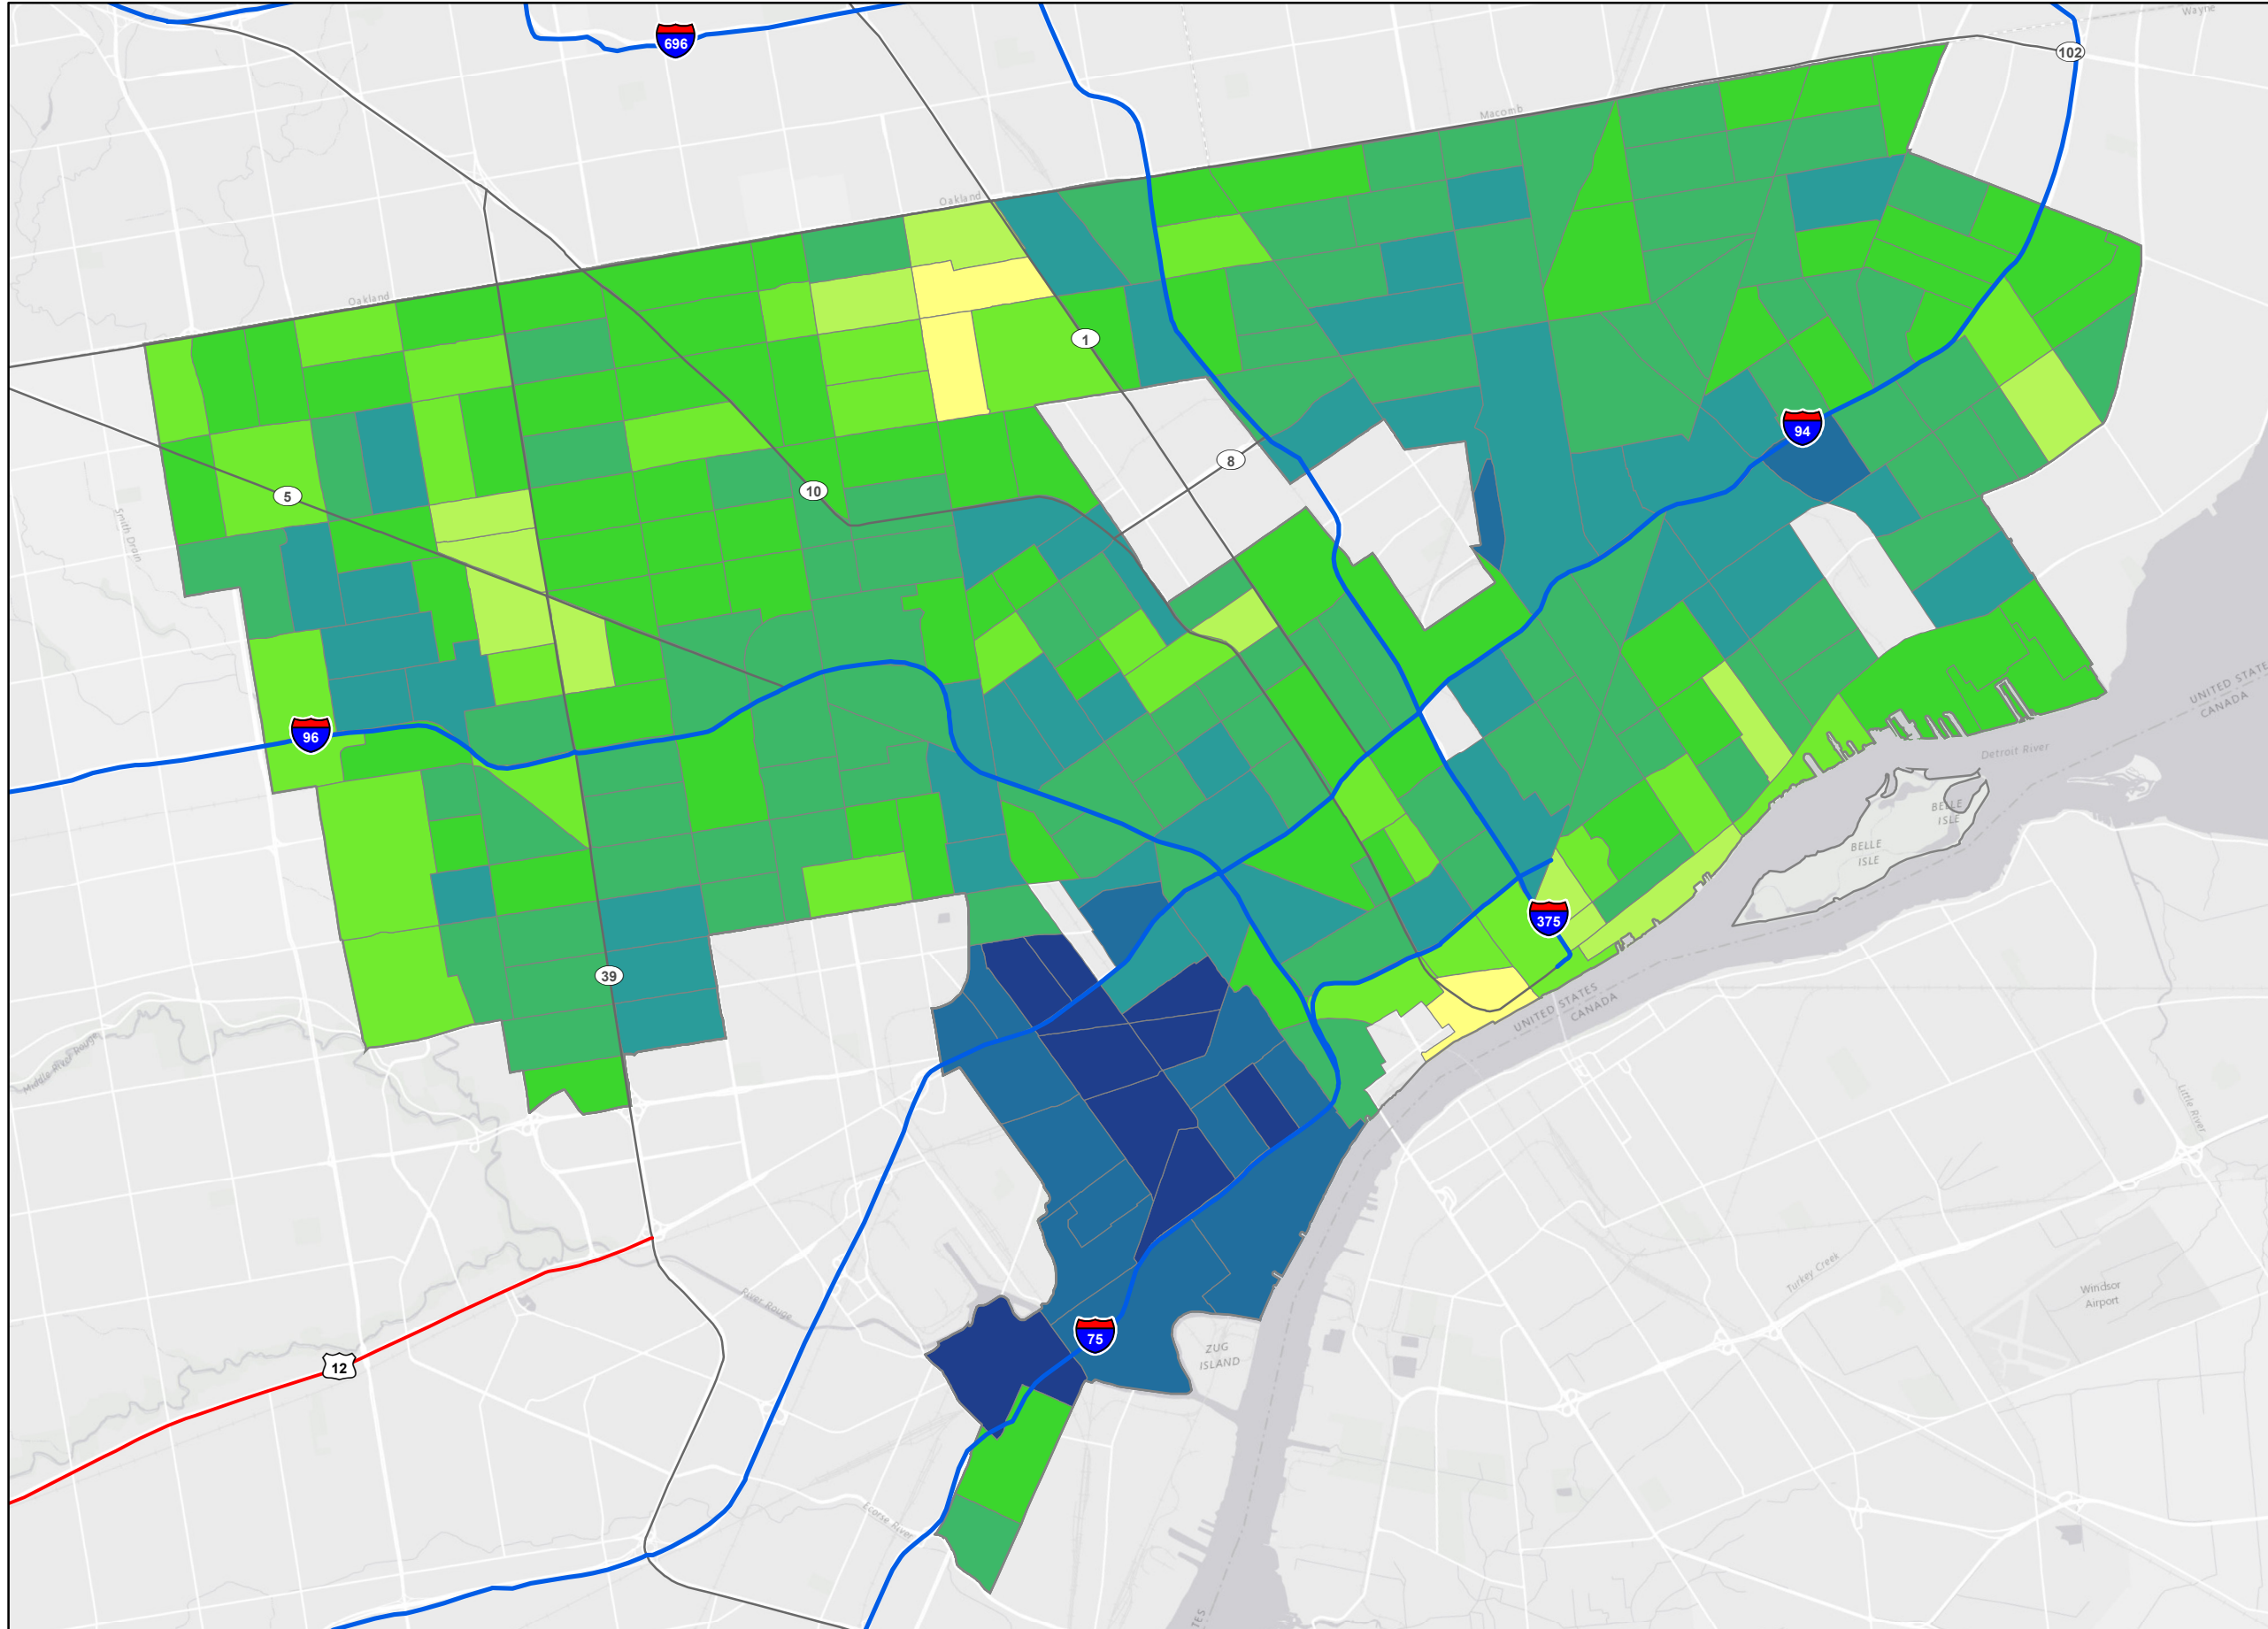 Wayne
696
102
Macomb
Oakland
Oakland
1
94
8
10
5
Smith Drain
UNITED STATE
CANADA
96
Detroit River
BELLE
ISLE
BELLE
ISLE
375
39
UNITED STATES
CANADA
Middle River Rouge
Little River
Turkey Creek
Windsor
Airport
River Rouge
75
ZUG
ISLAND
12
Ecorse River
TES